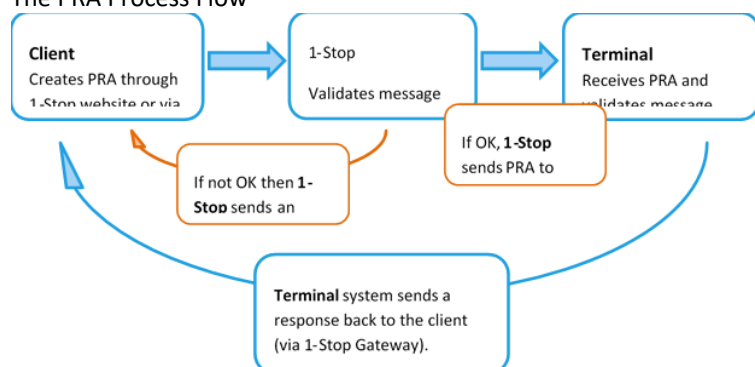 The PRA Process Flow
Client
Creates PRA through
1-Stop website or via
1-Stop
Validates message
Terminal
Receives PRA and
validates message
If OK, 1-Stop
sends PRA to
If not OK then 1-
Stop sends an
Terminal system sends a
response back to the client
(via 1-Stop Gateway).